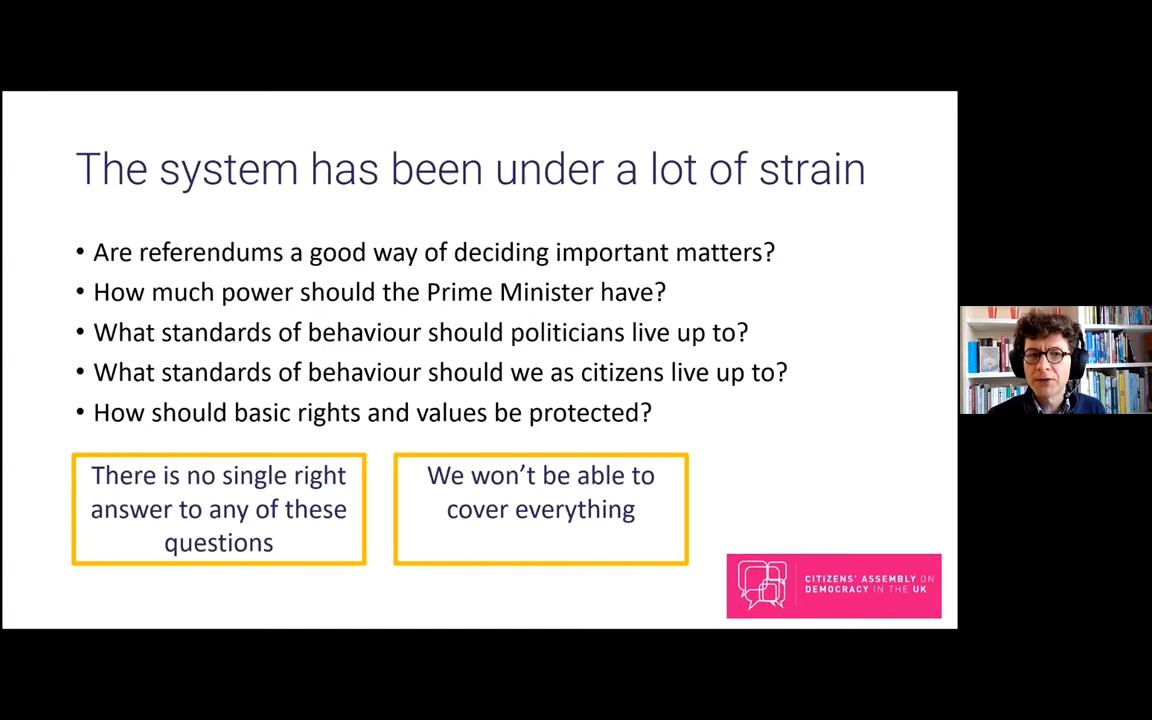 The system has been under a lot of strain
• Are referendums a good way of deciding important matters?
• How much power should the Prime Minister have?
• What standards of behaviour should politicians live up to?
• What standards of behaviour should we as citizens live up to?
• How should basic rights and values be protected?
There is no single right
answer to any of these
questions
We won’t be able to
cover everything
CITIZENS’ ASSEMBLY ON
DEMOCRACY IN THE UK